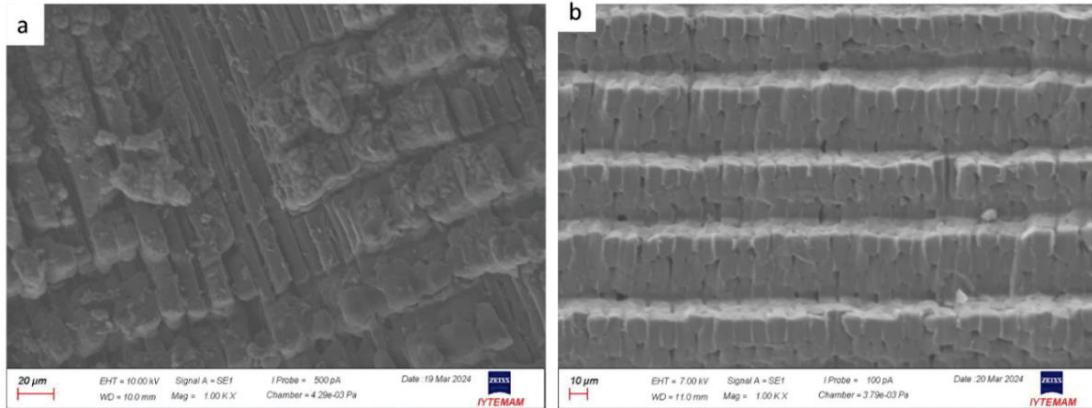 a
b
20 µm
EHT = 10.00 kV Signal A = SE1 I Probe = 500 pA Date :19 Mar 2024
WD = 10.0 mm Mag = 1.00 K X Chamber = 4.29e-03 Pa
ZEISS
IYTEMAM
10 µm
EHT = 7.00 kV Signal A = SE1 I Probe = 100 pA Date :20 Mar 2024
WD = 11.0 mm Mag = 1.00 K X Chamber = 3.79e-03 Pa
ZEISS
IYTEMAM